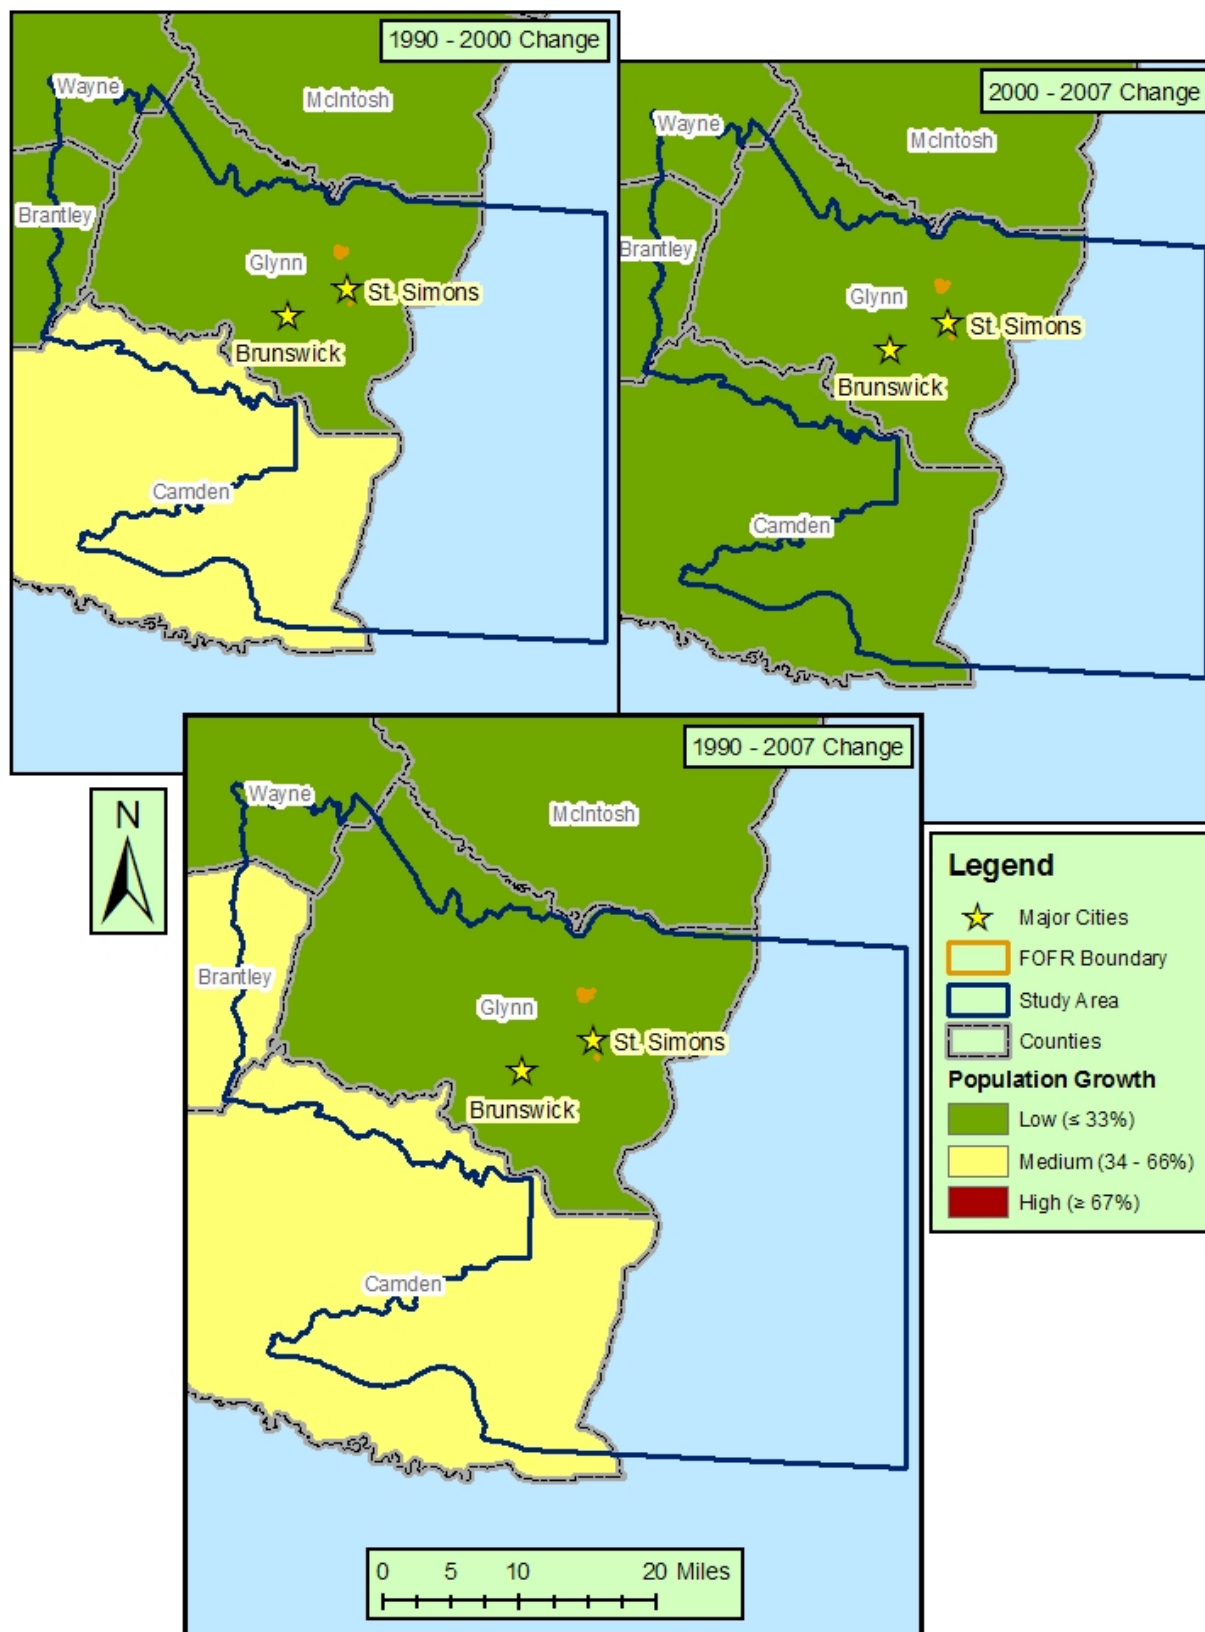 1990 - 2000 Change
Wayne
McIntosh
Brantley
Glynn
St. Simons
Brunswick
Camden
2000 - 2007 Change
Wayne
McIntosh
Brantley
Glynn
St. Simons
Brunswick
Camden
1990 - 2007 Change
Wayne
McIntosh
Brantley
Glynn
St. Simons
Brunswick
Camden
N
Legend
Major Cities
FOFR Boundary
Study Area
Counties
Population Growth
Low (≤ 33%)
Medium (34 - 66%)
High (≥ 67%)
0 5 10 20 Miles